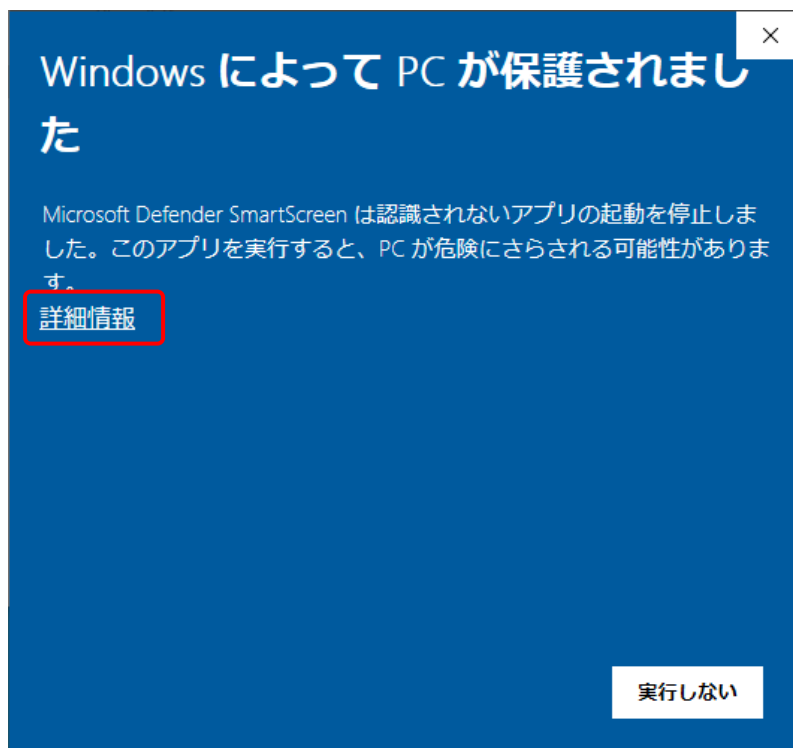 Windows によって PC が保護されまし
た
Microsoft Defender SmartScreen は認識されないアプリの起動を停止しま
した。このアプリを実行すると、PC が危険にさらされる可能性がありま
す。
詳細情報
実行しない